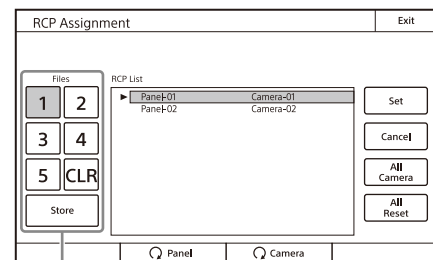 RCP Assignment Exit
Files RCP List
1 2
▶ Panel-01 Camera-01
Panel-02 Camera-02
Set
3 4
Cancel
5 CLR
All Camera
Store
All Reset
Panel Camera